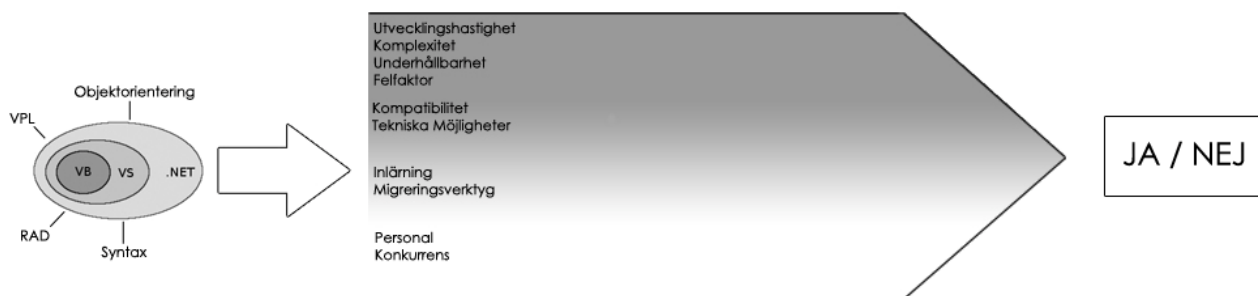 Objektorientering
VPL
VB
VS
.NET
RAD
Syntax
Utvecklingshastighet
Komplexitet
Underhållbarhet
Felfaktor
Kompatibilitet
Tekniska Möjligheter
Inlärning
Migreringsverktyg
Personal
Konkurrens
JA / NEJ